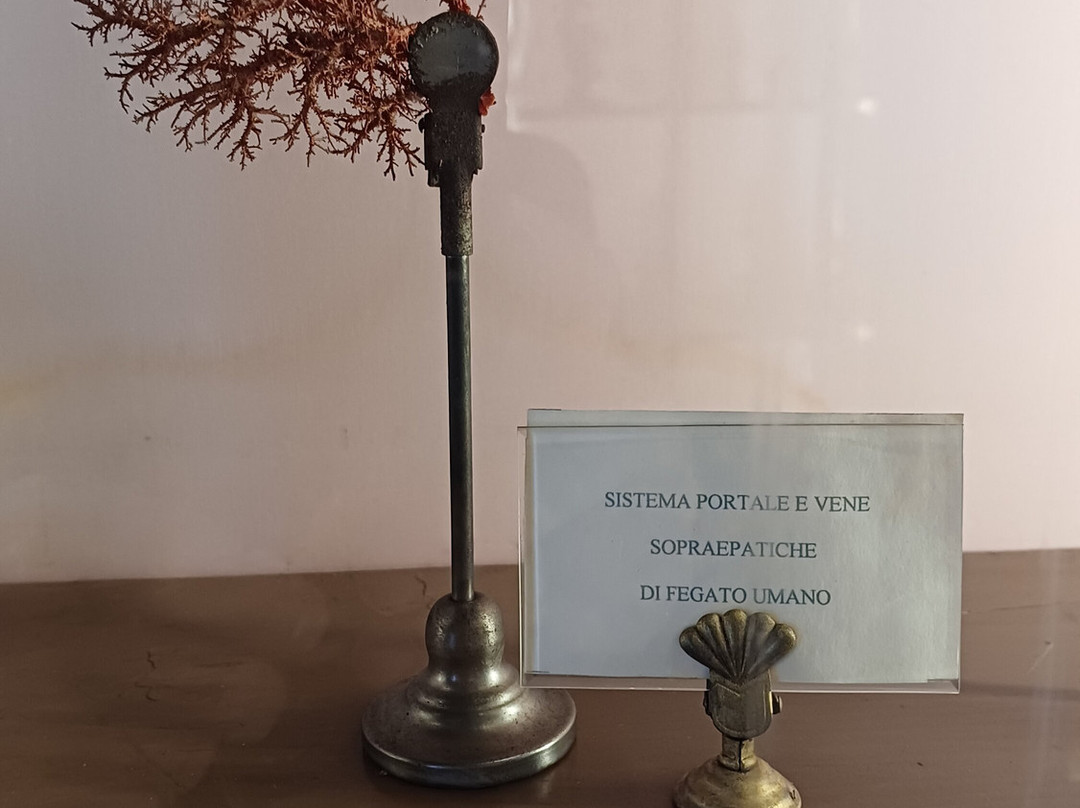 SISTEMA PORTALE E VENE
SOPRAEPATICHE
DI FEGATO UMANO